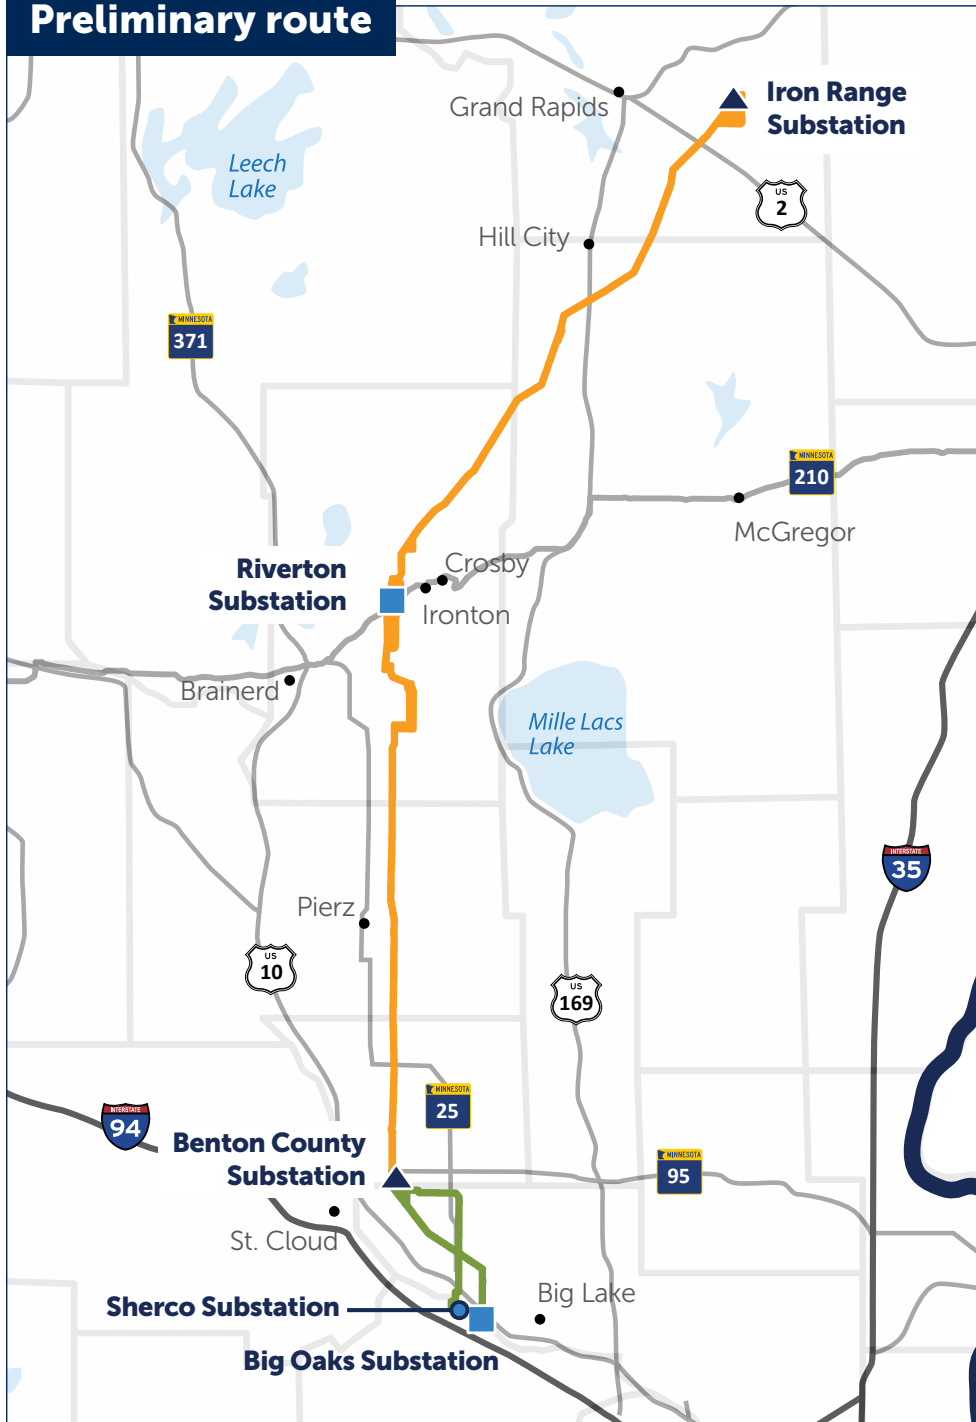 Preliminary route
Grand Rapids
Iron Range
Substation
Leech
Lake
US
2
Hill City
MINNESOTA
371
MINNESOTA
210
McGregor
Riverton
Substation
Crosby
Ironton
Brainerd
Mille Lacs
Lake
INTERSTATE
35
Pierz
US
10
US
169
MINNESOTA
25
INTERSTATE
94
Benton County
Substation
MINNESOTA
95
St. Cloud
Big Lake
Sherco Substation
Big Oaks Substation